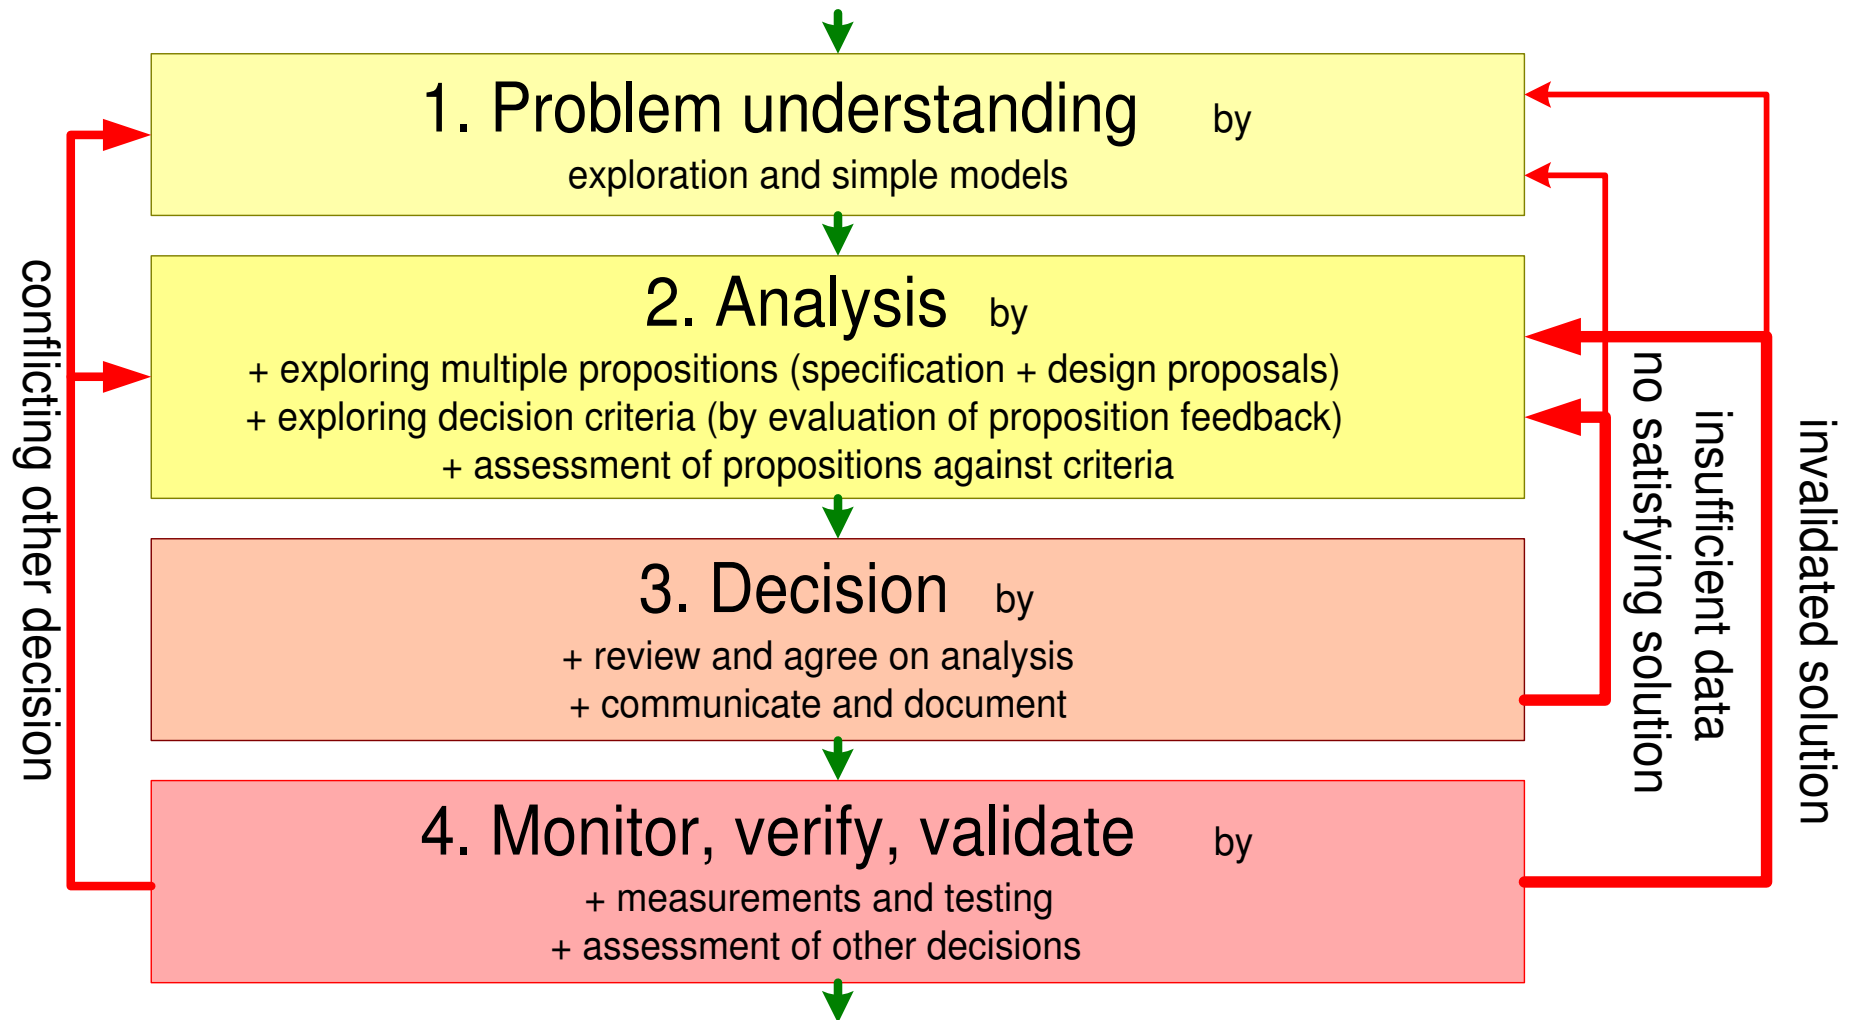 1. Problem understanding by
exploration and simple models
2. Analysis by
+ exploring multiple propositions (specification + design proposals)
+ exploring decision criteria (by evaluation of proposition feedback)
+ assessment of propositions against criteria
3. Decision by
+ review and agree on analysis
+ communicate and document
4. Monitor, verify, validate by
+ measurements and testing
+ assessment of other decisions
conflicting other decision
insufficient data
no satisfying solution
invalidated solution